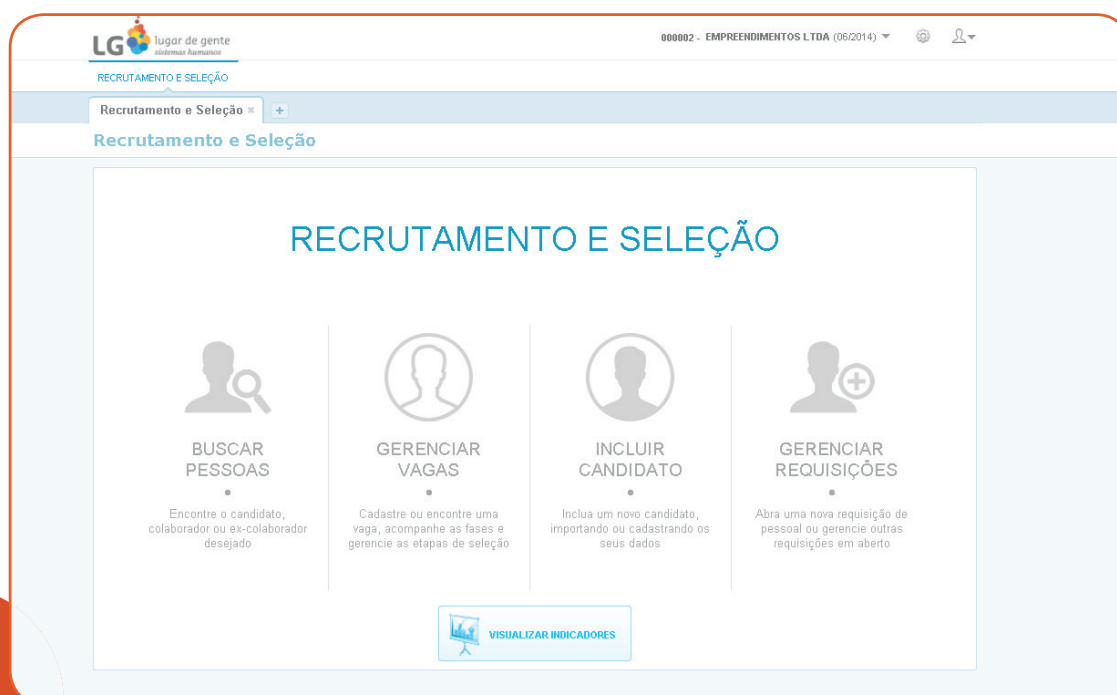 LG lugar de gente
sistemas humanos
000002 - EMPREENDIMENTOS LTDA (06/2014)
RECRUTAMENTO E SELEÇÃO
Recrutamento e Seleção × +
Recrutamento e Seleção
RECRUTAMENTO E SELEÇÃO
BUSCAR
PESSOAS
Encontre o candidato,
colaborador ou ex-colaborador
desejado
GERENCIAR
VAGAS
Cadastre ou encontre uma
vaga, acompanhe as fases e
gerencie as etapas de seleção
INCLUIR
CANDIDATO
Inclua um novo candidato,
importando ou cadastrando os
seus dados
GERENCIAR
REQUISIÇÕES
Abra uma nova requisição de
pessoal ou gerencie outras
requisições em aberto
VISUALIZAR INDICADORES